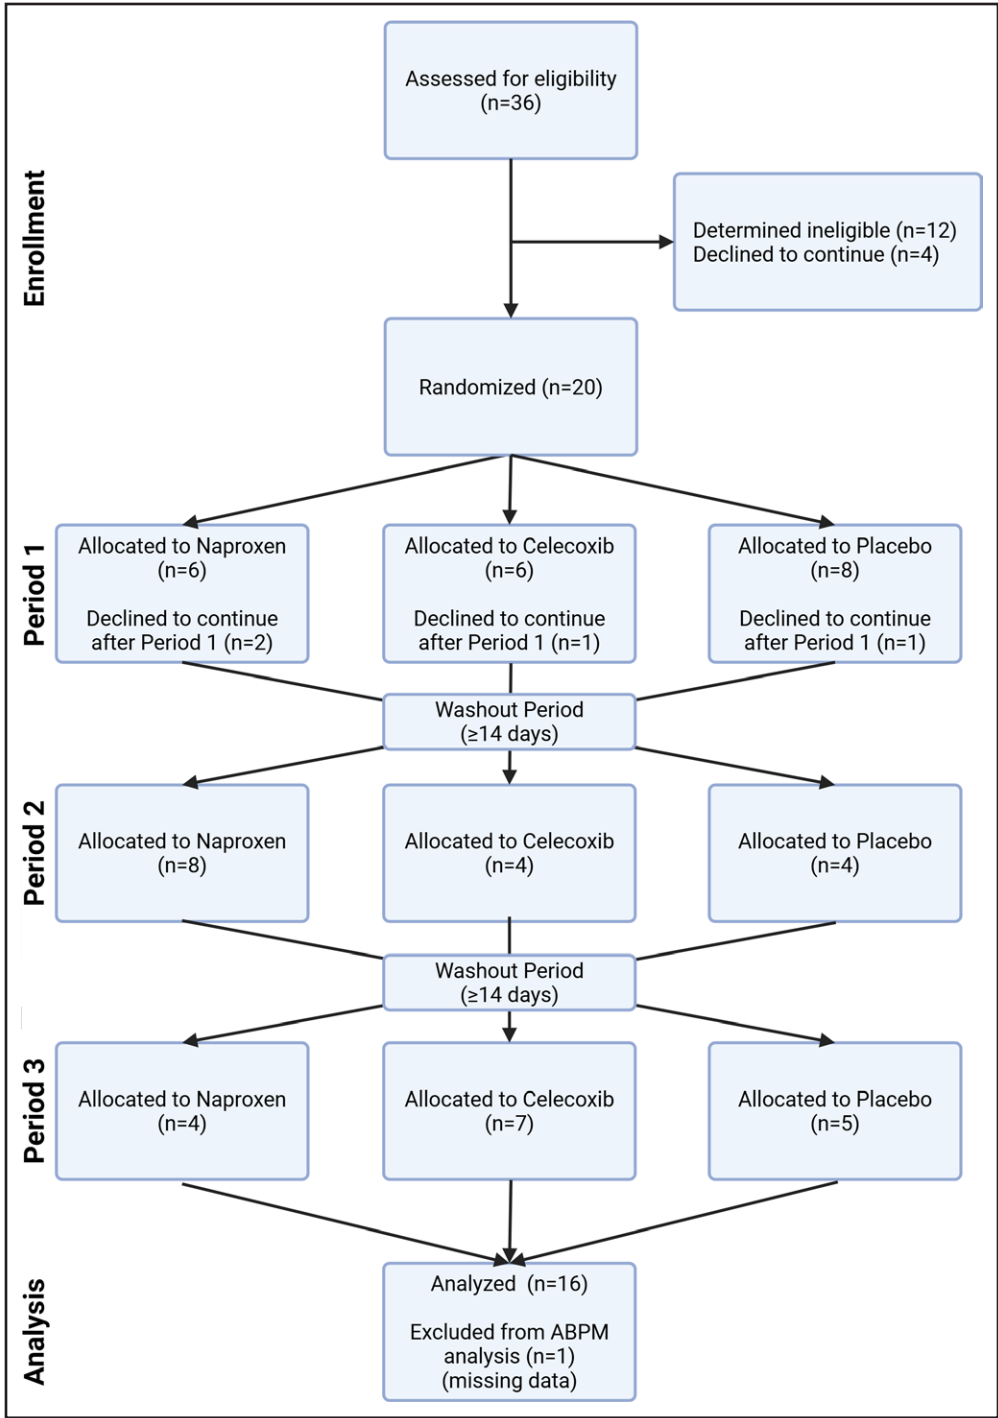 Enrollment
Assessed for eligibility
(n=36)
Determined ineligible (n=12)
Declined to continue (n=4)
Randomized (n=20)
Period 1
Allocated to Naproxen
(n=6)
Declined to continue
after Period 1 (n=2)
Allocated to Celecoxib
(n=6)
Declined to continue
after Period 1 (n=1)
Allocated to Placebo
(n=8)
Declined to continue
after Period 1 (n=1)
Washout Period
(≥14 days)
Period 2
Allocated to Naproxen
(n=8)
Allocated to Celecoxib
(n=4)
Allocated to Placebo
(n=4)
Washout Period
(≥14 days)
Period 3
Allocated to Naproxen
(n=4)
Allocated to Celecoxib
(n=7)
Allocated to Placebo
(n=5)
Analysis
Analyzed (n=16)
Excluded from ABPM
analysis (n=1)
(missing data)